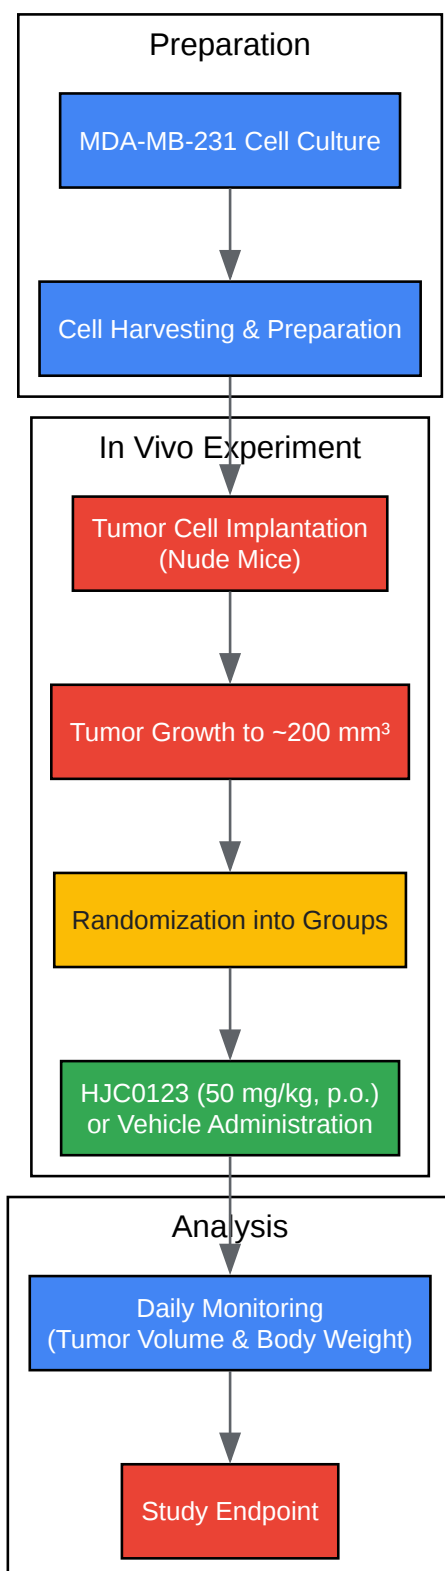 Preparation
MDA-MB-231 Cell Culture
Cell Harvesting & Preparation
In Vivo Experiment
Tumor Cell Implantation
(Nude Mice)
Tumor Growth to ~200 mm³
Randomization into Groups
HJC0123 (50 mg/kg, p.o.)
or Vehicle Administration
Analysis
Daily Monitoring
(Tumor Volume & Body Weight)
Study Endpoint